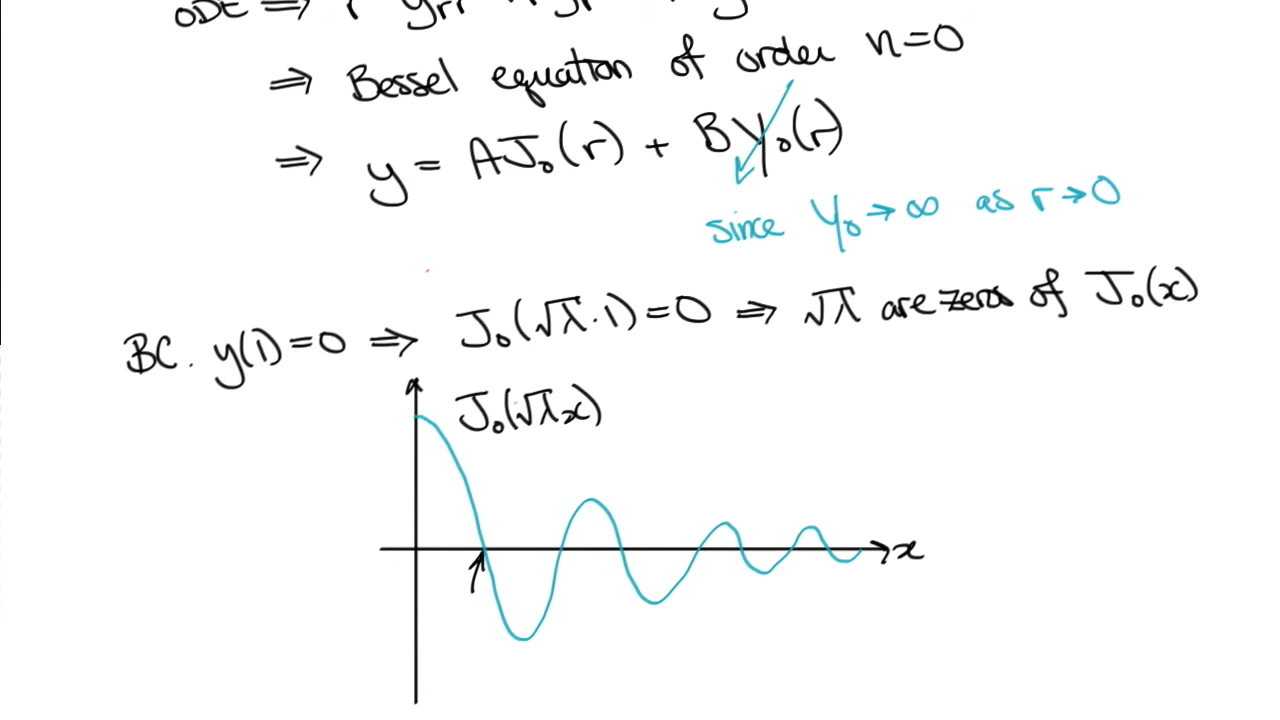 ODE ⇒ r
⇒ Bessel equation of order n=0
⇒ y = AJ₀(r) + BY₀(r)
since Y₀→∞ as r→0
BC. y(1)=0 ⇒ J₀(√λ.1)=0 ⇒ √λ are zeros of J₀(x)
J₀(√λx)
x